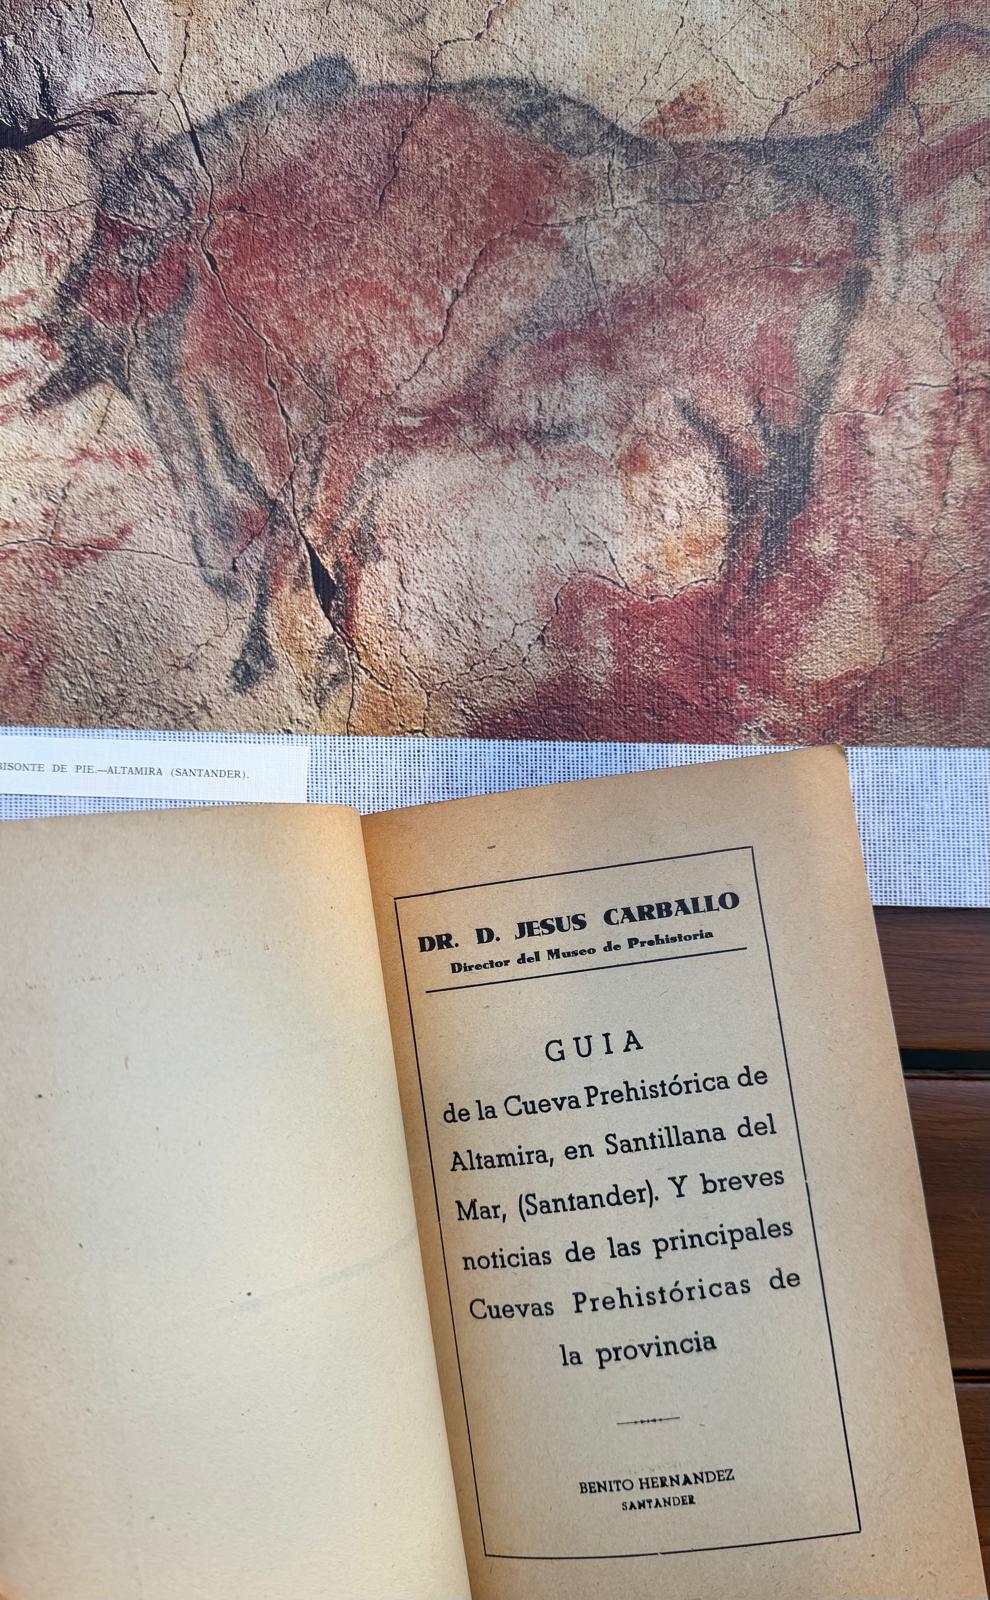 BISONTE DE PIE.—ALTAMIRA (SANTANDER).
DR. D. JESUS CARBALLO
Director del Museo de Prehistoria
GUIA
de la Cueva Prehistórica de
Altamira, en Santillana del
Mar, (Santander). Y breves
noticias de las principales
Cuevas Prehistóricas de
la provincia
BENITO HERNANDEZ
SANTANDER